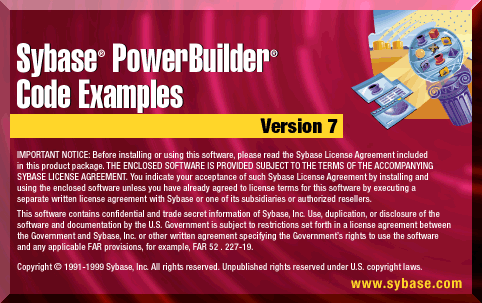 Sybase® PowerBuilder®
Code Examples
Version 7
IMPORTANT NOTICE: Before installing or using this software, please read the Sybase License Agreement included
in this product package. THE ENCLOSED SOFTWARE IS PROVIDED SUBJECT TO THE TERMS OF THE ACCOMPANYING
SYBASE LICENSE AGREEMENT. You indicate your acceptance of such Sybase License Agreement by installing and
using the enclosed software unless you have already agreed to license terms for this software by executing a
separate written license agreement with Sybase or one of its subsidiaries or authorized resellers.
This software contains confidential and trade secret information of Sybase, Inc. Use, duplication, or disclosure of the
software and documentation by the U.S. Government is subject to restrictions set forth in a license agreement between
the Government and Sybase, Inc. or other written agreement specifying the Government's rights to use the software
and any applicable FAR provisions, for example, FAR 52 . 227-19.
Copyright © 1991-1999 Sybase, Inc. All rights reserved. Unpublished rights reserved under U.S. copyright laws.
www.sybase.com